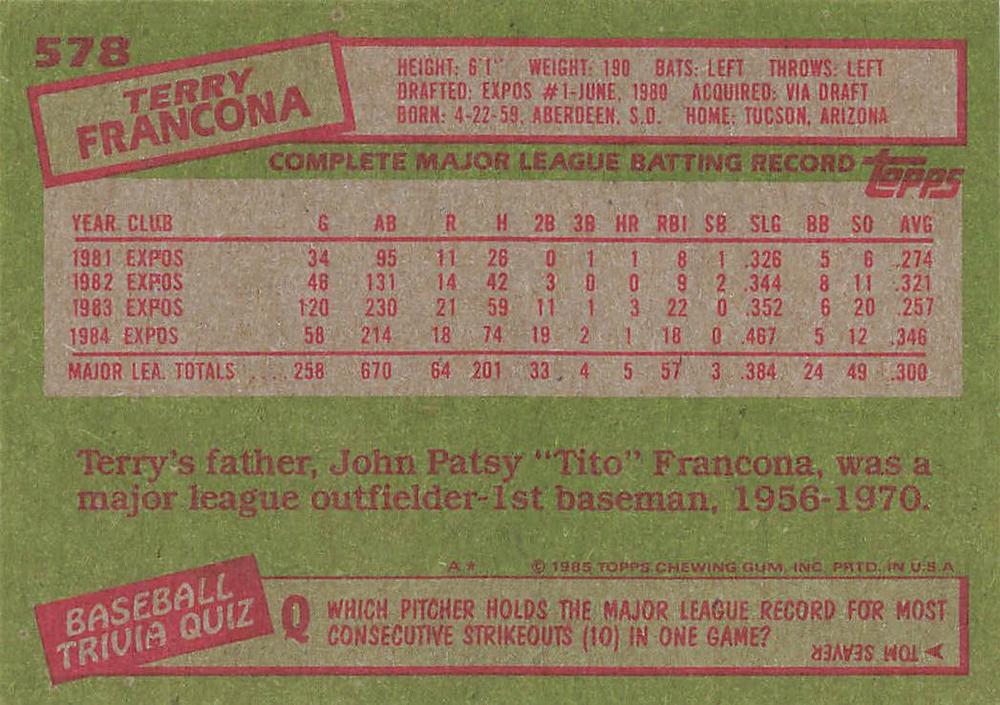 578
TERRY
FRANCONA
HEIGHT: 6'1" WEIGHT: 190 BATS: LEFT THROWS: LEFT
DRAFTED: EXPOS #1-JUNE, 1980 ACQUIRED: VIA DRAFT
BORN: 4-22-59, ABERDEEN, S.D. HOME: TUCSON, ARIZONA
COMPLETE MAJOR LEAGUE BATTING RECORD topps
YEAR CLUB G AB R H 2B 3B HR RBI SB SLG BB SO AVG
1981 EXPOS 34 95 11 26 0 1 1 8 1 .326 5 6 .274
1982 EXPOS 46 131 14 42 3 0 0 9 2 .344 8 11 .321
1983 EXPOS 120 230 21 59 11 1 3 22 0 .352 6 20 .257
1984 EXPOS 58 214 18 74 19 2 1 18 0 .467 5 12 .346
MAJOR LEA. TOTALS .... 258 670 64 201 33 4 5 57 3 .384 24 49 .300
Terry's father, John Patsy "Tito" Francona, was a
major league outfielder-1st baseman, 1956-1970.
A* © 1985 TOPPS CHEWING GUM, INC. PRTD. IN U.S.A
BASEBALL
TRIVIA QUIZ
Q WHICH PITCHER HOLDS THE MAJOR LEAGUE RECORD FOR MOST
CONSECUTIVE STRIKEOUTS (10) IN ONE GAME?
TOM SEAVER